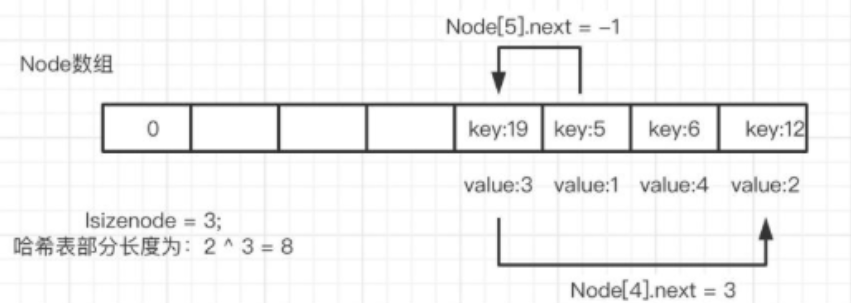 Node[5].next = -1
Node数组
0 key:19 key:5 key:6 key:12
value:3 value:1 value:4 value:2
lsizenode = 3;
哈希表部分长度为：2 ^ 3 = 8
Node[4].next = 3